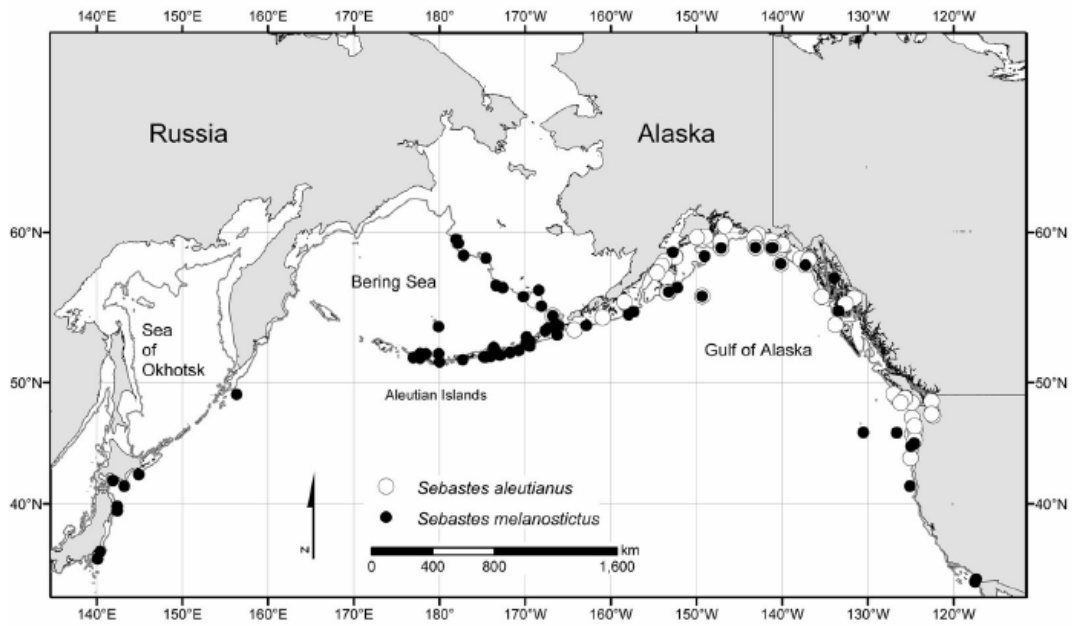 140°E 150°E 160°E 170°E 180° 170°W 160°W 150°W 140°W 130°W 120°W
Russia Alaska
60°N 60°N
Bering Sea
Sea
of
Okhotsk
Gulf of Alaska
50°N 50°N
Aleutian Islands
Sebastes aleutianus
40°N 40°N
Sebastes melanostictus
N
km
0 400 800 1,600
140°E 150°E 160°E 170°E 180° 170°W 160°W 150°W 140°W 130°W 120°W